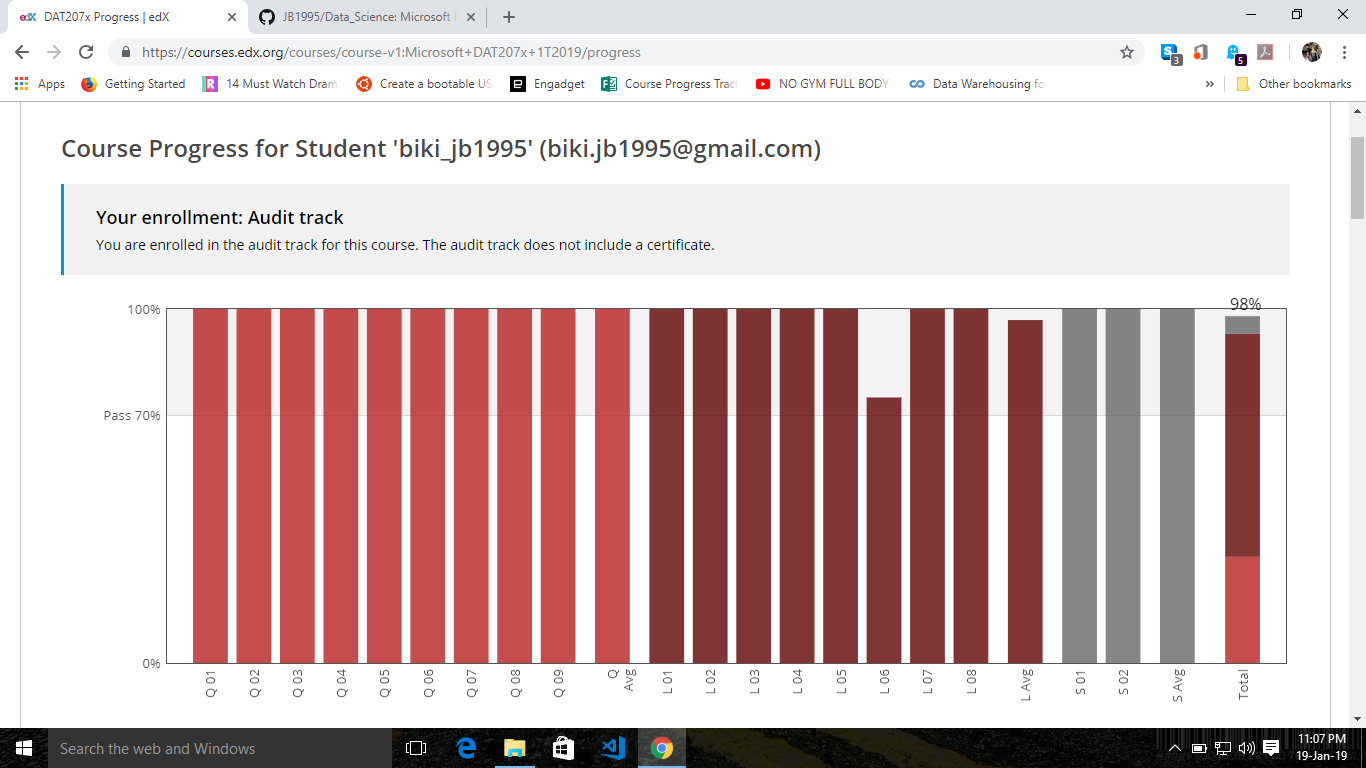 edX DAT207x Progress | edX
JB1995/Data_Science: Microsoft
https://courses.edx.org/courses/course-v1:Microsoft+DAT207x+1T2019/progress
3
5
Apps Getting Started 14 Must Watch Dram Create a bootable US Engadget Course Progress Trac NO GYM FULL BODY Data Warehousing fo » Other bookmarks
Course Progress for Student 'biki_jb1995' (biki.jb1995@gmail.com)
Your enrollment: Audit track
You are enrolled in the audit track for this course. The audit track does not include a certificate.
98%
100%
Pass 70%
0%
Q 01 Q 02 Q 03 Q 04 Q 05 Q 06 Q 07 Q 08 Q 09 Q Avg L 01 L 02 L 03 L 04 L 05 L 06 L 07 L 08 L Avg S 01 S 02 S Avg Total
Search the web and Windows
11:07 PM
19-Jan-19